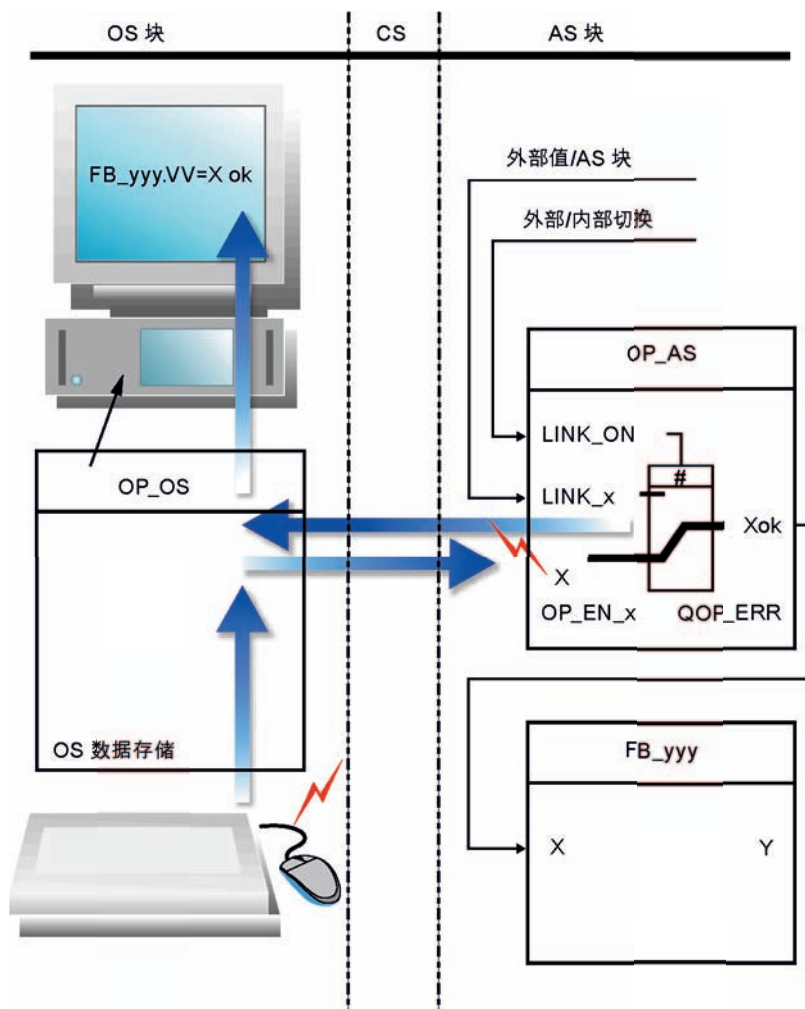 OS 块
CS
AS 块
FB_yyy.VV=X ok
外部值/AS 块
外部/内部切换
OP_AS
LINK_ON
#
LINK_x
Xok
X
OP_EN_x
QOP_ERR
OP_OS
OS 数据存储
FB_yyy
X
Y